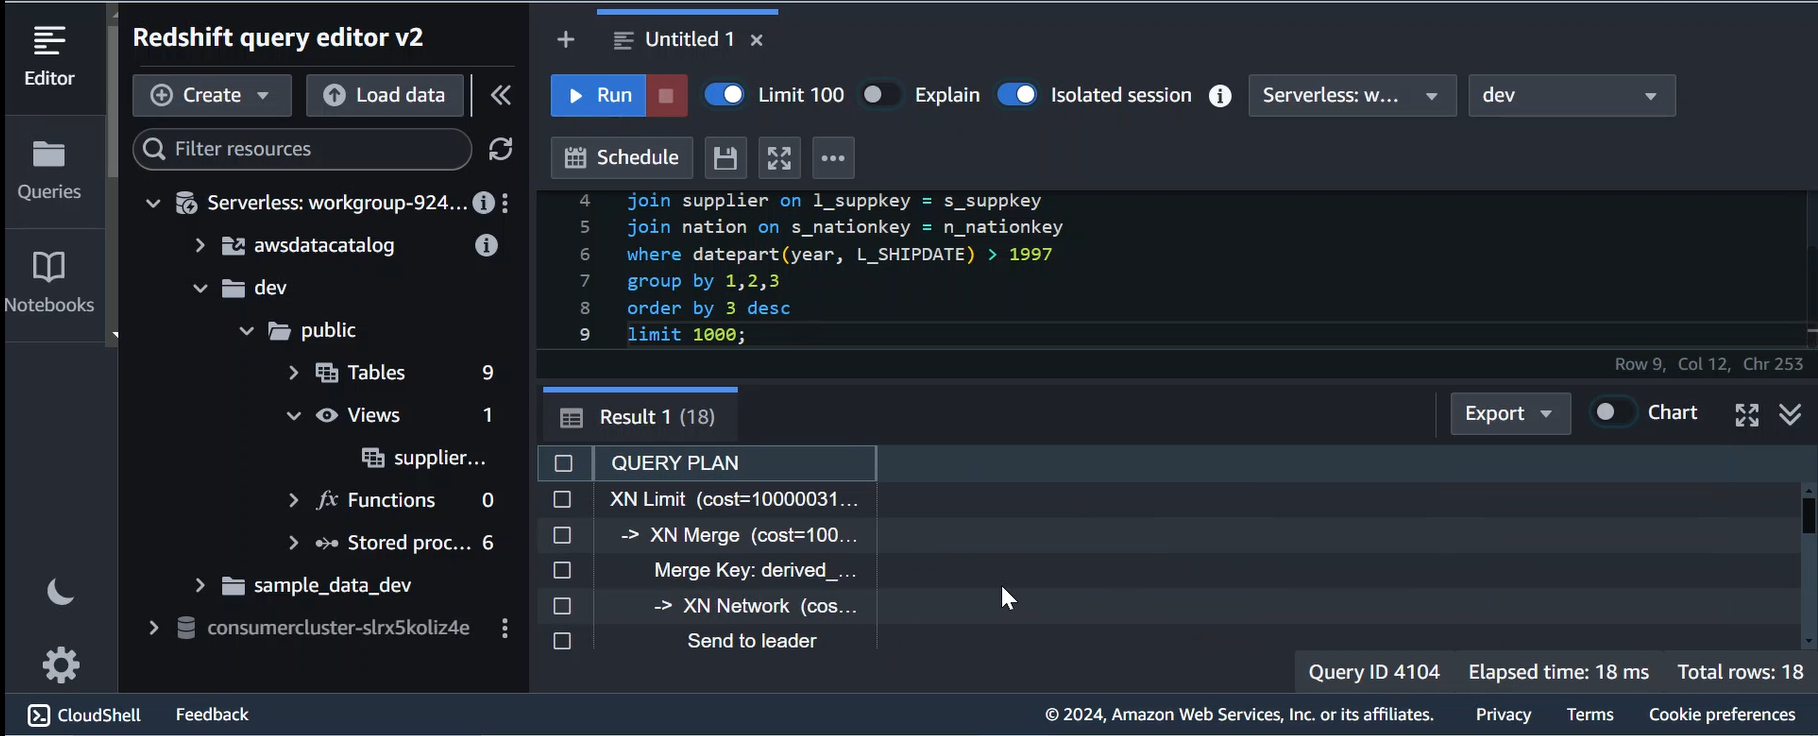 Editor
Queries
Notebooks
Redshift query editor v2
Create
Load data
Filter resources
Serverless: workgroup-924...
awsdatacatalog
dev
public
Tables 9
Views 1
supplier...
fx Functions 0
Stored proc... 6
sample_data_dev
consumercluster-slrx5koliz4e
Untitled 1
Run
Limit 100
Explain
Isolated session
Serverless: w...
dev
Schedule
4 join supplier on l_suppkey = s_suppkey
5 join nation on s_nationkey = n_nationkey
6 where datepart(year, L_SHIPDATE) > 1997
7 group by 1,2,3
8 order by 3 desc
9 limit 1000;
Row 9, Col 12, Chr 253
Result 1 (18)
Export
Chart
QUERY PLAN
XN Limit (cost=10000031...
-> XN Merge (cost=100...
Merge Key: derived_...
-> XN Network (cos...
Send to leader
Query ID 4104 Elapsed time: 18 ms Total rows: 18
CloudShell Feedback © 2024, Amazon Web Services, Inc. or its affiliates. Privacy Terms Cookie preferences